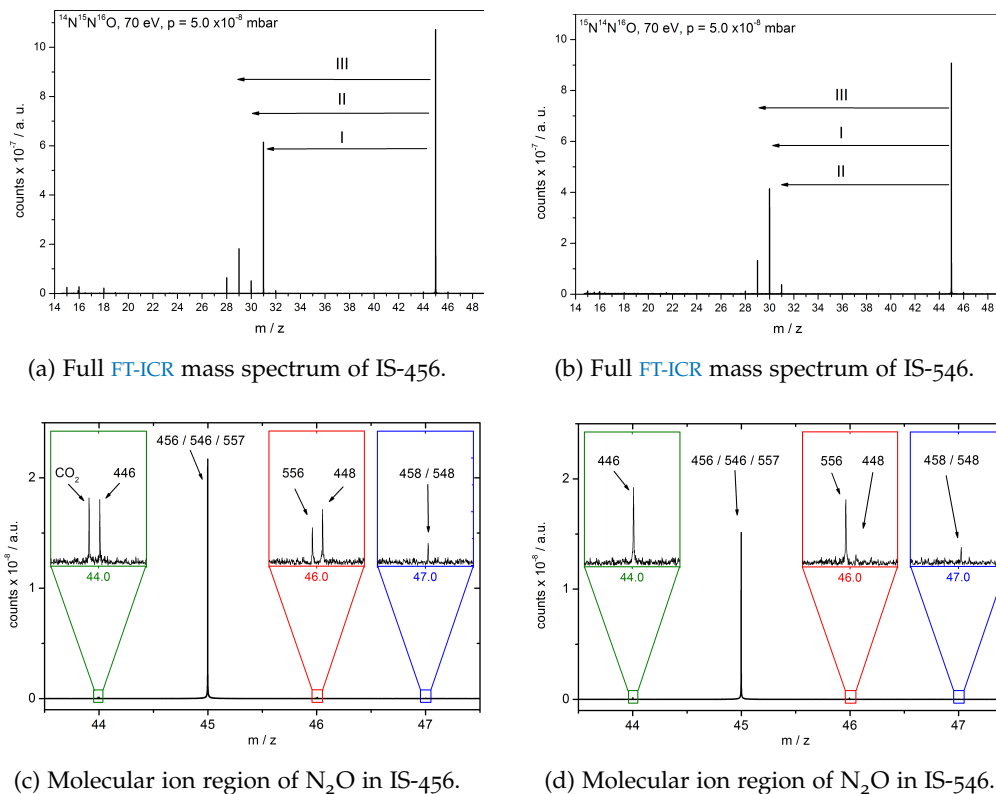 ¹⁴N¹⁵N¹⁶O, 70 eV, p = 5.0 x10⁻⁸ mbar
III
II
I
counts x 10⁻⁷ / a. u.
10
8
6
4
2
0
14 16 18 20 22 24 26 28 30 32 34 36 38 40 42 44 46 48
m / z
(a) Full FT-ICR mass spectrum of IS-456.
¹⁵N¹⁴N¹⁶O, 70 eV, p = 5.0 x10⁻⁸ mbar
III
I
II
counts x 10⁻⁷ / a. u.
10
8
6
4
2
0
14 16 18 20 22 24 26 28 30 32 34 36 38 40 42 44 46 48
m / z
(b) Full FT-ICR mass spectrum of IS-546.
456 / 546 / 557
CO₂
446
44.0
556
448
46.0
458 / 548
47.0
counts x 10⁻⁸ / a.u.
2
1
0
44 45 46 47
m / z
(c) Molecular ion region of N₂O in IS-456.
456 / 546 / 557
446
44.0
556
448
46.0
458 / 548
47.0
counts x 10⁻⁸ / a.u.
2
1
0
44 45 46 47
m / z
(d) Molecular ion region of N₂O in IS-546.